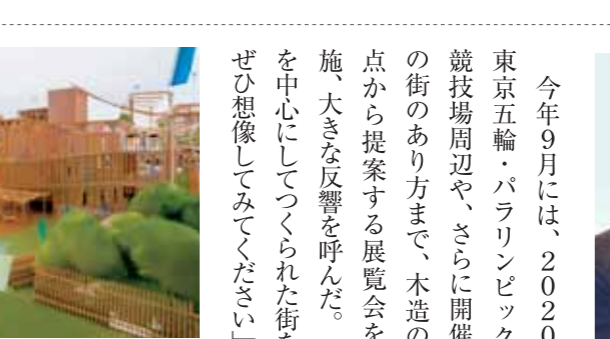 今年9月には、2020
東京五輪・パラリンピック
競技場周辺や、さらに開催
の街のあり方まで、木造の
点から提案する展覧会を
施、大きな反響を呼んだ。
を中心にしてつくられた街を
ぜひ想像してみてください」